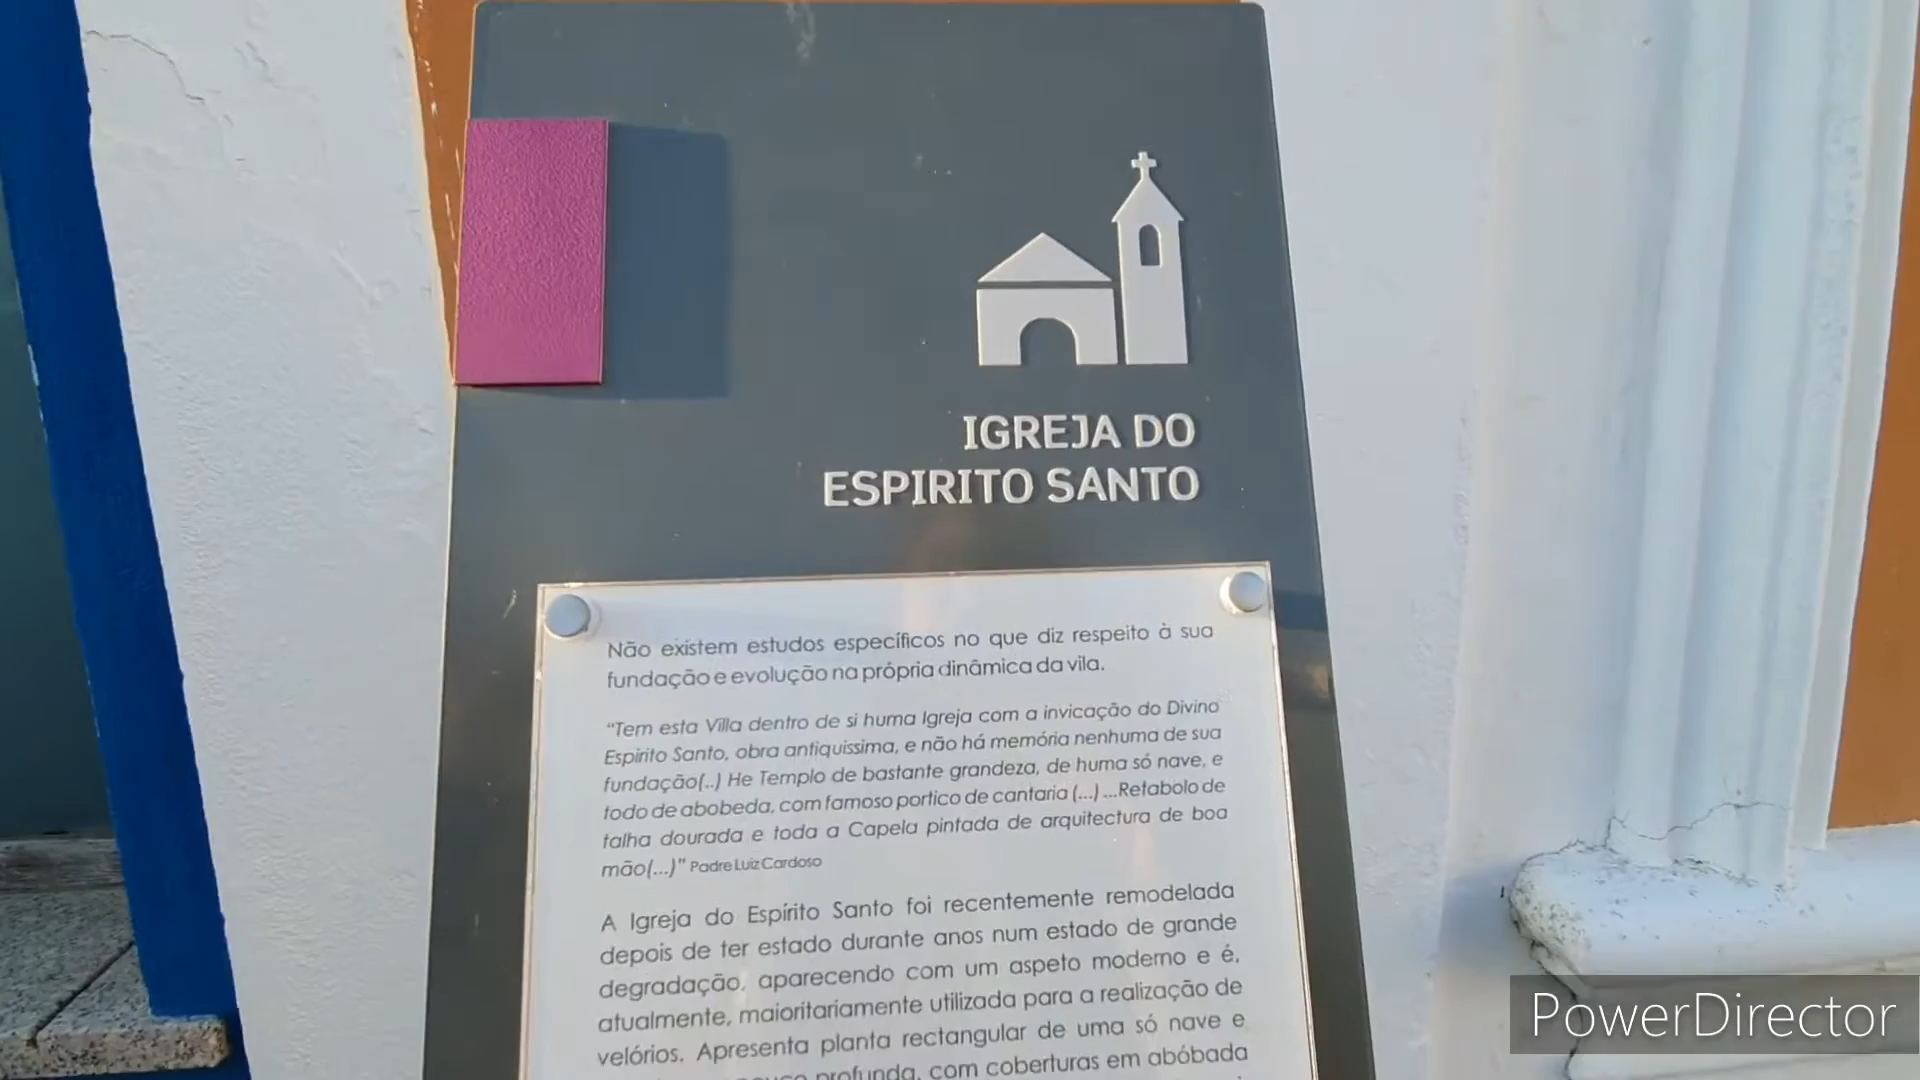 IGREJA DO
ESPIRITO SANTO
Não existem estudos específicos no que diz respeito à sua
fundação e evolução na própria dinâmica da vila.
“Tem esta Villa dentro de si huma Igreja com a invicação do Divino
Espirito Santo, obra antiquissima, e não há memória nenhuma de sua
fundação(..) He Templo de bastante grandeza, de huma só nave, e
todo de abobeda, com famoso portico de cantaria (...) ...Retabolo de
talha dourada e toda a Capela pintada de arquitectura de boa
mão(...)” Padre Luiz Cardoso
A Igreja do Espírito Santo foi recentemente remodelada
depois de ter estado durante anos num estado de grande
degradação, aparecendo com um aspeto moderno e é,
atualmente, maioritariamente utilizada para a realização de
velórios. Apresenta planta rectangular de uma só nave e
profunda, com coberturas em abóbada
PowerDirector